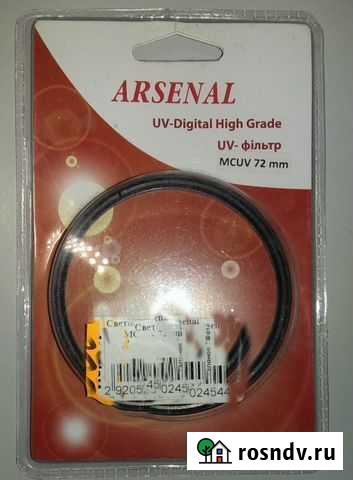 ARSENAL
UV-Digital High Grade
UV- фільтр
MCUV 72 mm
rosndv.ru